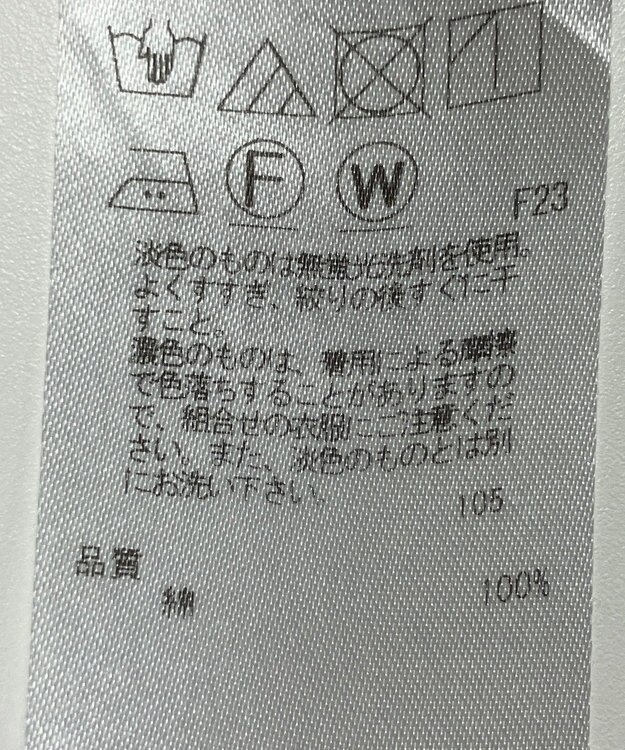 F
W
F23
淡色のものは無蛍光洗剤を使用。
よくすすぎ、絞りの後すぐに干
すこと。
濃色のものは、着用による摩擦
で色落ちすることがありますの
で、組合せの衣服にご注意くだ
さい。また、淡色のものとは別
にお洗い下さい。
105
品質
綿 100%